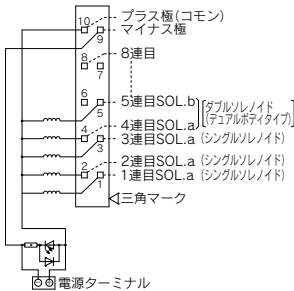 10
プラス極(コモン)
9
マイナス極
8
8連目
7
6
5連目SOL.b
5
ダブルソレノイド
(デュアルボディタイプ)
4
4連目SOL.a
3連目SOL.a (シングルソレノイド)
3
2
2連目SOL.a (シングルソレノイド)
1連目SOL.a (シングルソレノイド)
1
三角マーク
電源ターミナル